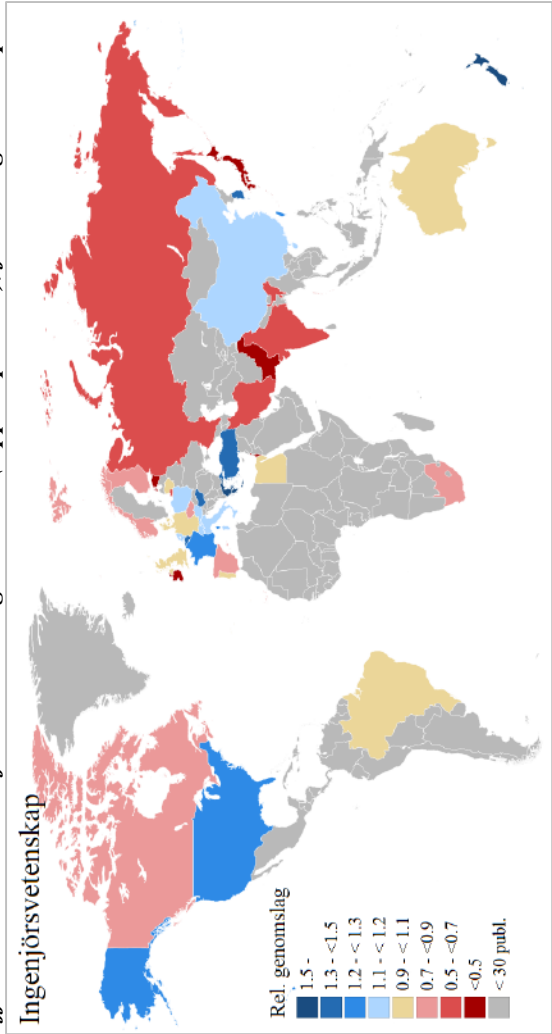 Ingenjörsvetenskap
Rel. genomslag
1.5 -
1.3 - <1.5
1.2 - < 1.3
1.1 - < 1.2
0.9 - < 1.1
0.7 - <0.9
0.5 - <0.7
<0.5
< 30 publ.